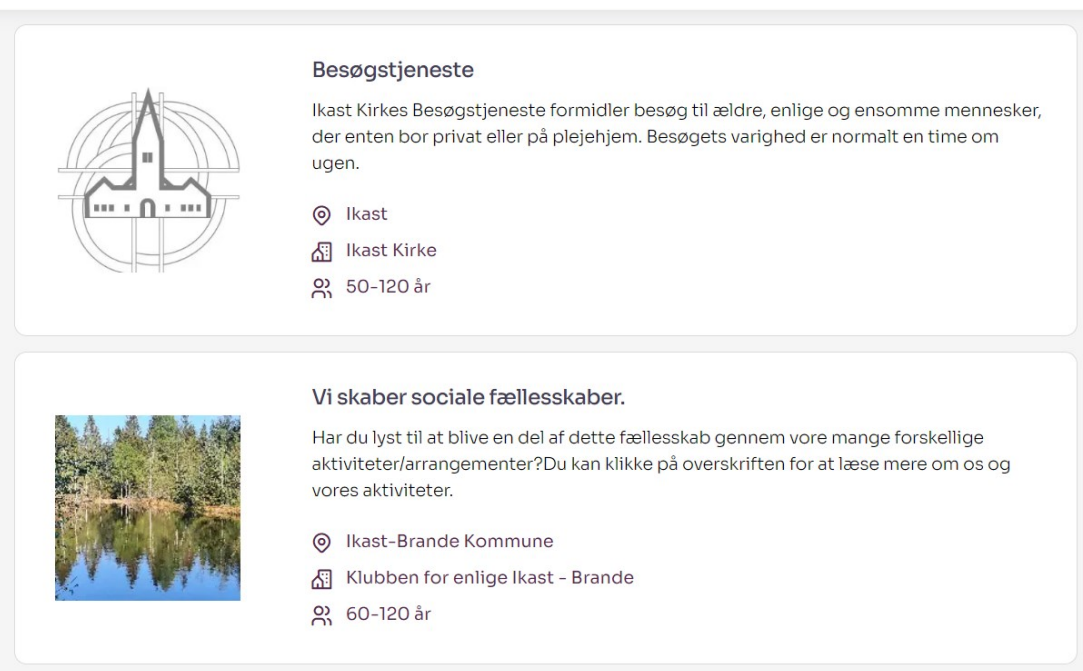 Besøgstjeneste
Ikast Kirkes Besøgstjeneste formidler besøg til ældre, enlige og ensomme mennesker,
der enten bor privat eller på plejehjem. Besøgets varighed er normalt en time om
ugen.
Ikast
Ikast Kirke
50-120 år
Vi skaber sociale fællesskaber.
Har du lyst til at blive en del af dette fællesskab gennem vore mange forskellige
aktiviteter/arrangementer?Du kan klikke på overskriften for at læse mere om os og
vores aktiviteter.
Ikast-Brande Kommune
Klubben for enlige Ikast - Brande
60-120 år